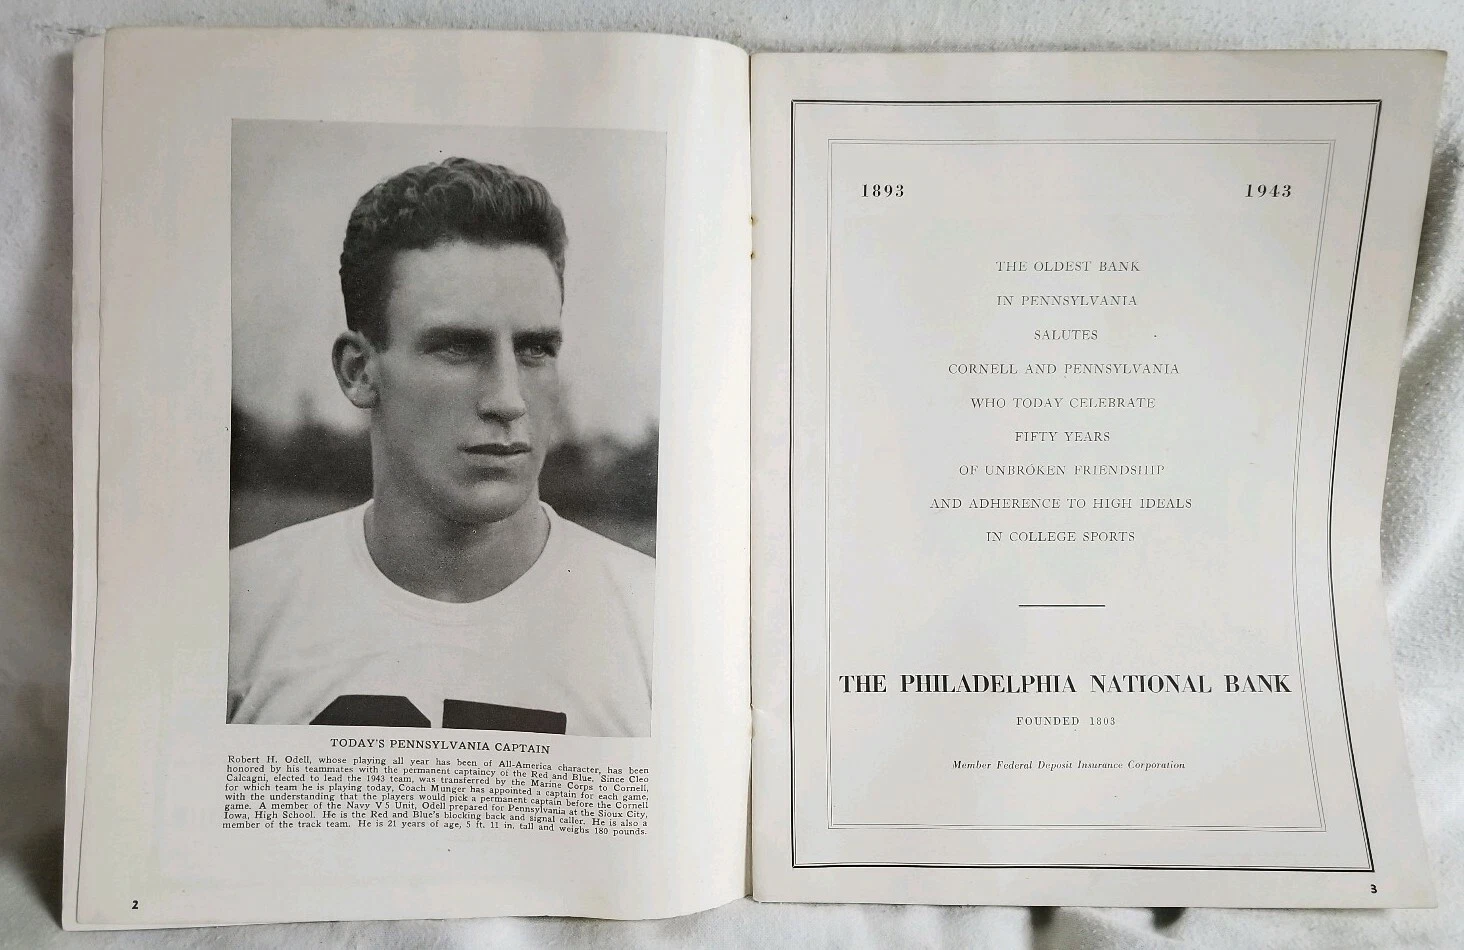 TODAY'S PENNSYLVANIA CAPTAIN
Robert H. Odell, whose playing all year has been of All-America character, has been
honored by his teammates with the permanent captaincy of the Red and Blue. Since Cleo
Calcagni, elected to lead the 1943 team, was transferred by the Marine Corps to Cornell,
for which team he is playing today, Coach Munger has appointed a captain for each game,
with the understanding that the players would pick a permanent captain before the Cornell
game. A member of the Navy V 5 Unit, Odell prepared for Pennsylvania at the Sioux City,
Iowa, High School. He is the Red and Blue's blocking back and signal caller. He is also a
member of the track team. He is 21 years of age, 5 ft. 11 in. tall and weighs 180 pounds.
2
1893 1943
THE OLDEST BANK
IN PENNSYLVANIA
SALUTES
CORNELL AND PENNSYLVANIA
WHO TODAY CELEBRATE
FIFTY YEARS
OF UNBROKEN FRIENDSHIP
AND ADHERENCE TO HIGH IDEALS
IN COLLEGE SPORTS
THE PHILADELPHIA NATIONAL BANK
FOUNDED 1803
Member Federal Deposit Insurance Corporation
3